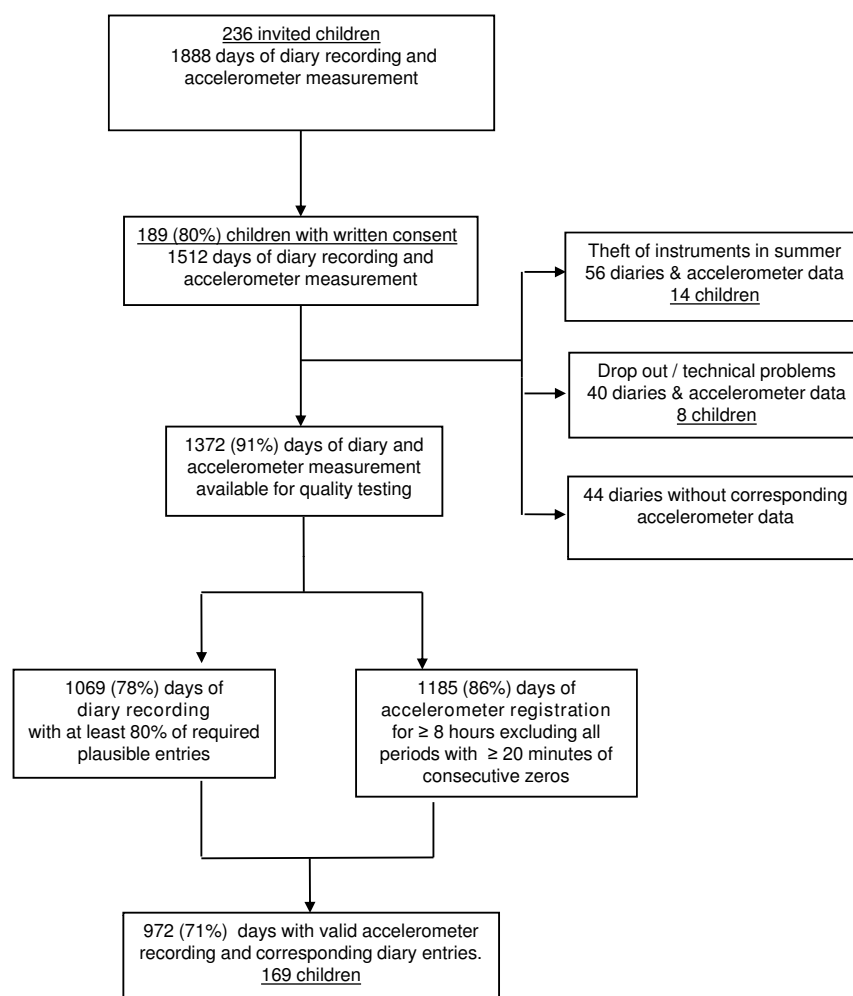 236 invited children
1888 days of diary recording and
accelerometer measurement
189 (80%) children with written consent
1512 days of diary recording and
accelerometer measurement
Theft of instruments in summer
56 diaries & accelerometer data
14 children
Drop out / technical problems
40 diaries & accelerometer data
8 children
1372 (91%) days of diary and
accelerometer measurement
available for quality testing
44 diaries without corresponding
accelerometer data
1069 (78%) days of
diary recording
with at least 80% of required
plausible entries
1185 (86%) days of
accelerometer registration
for ≥ 8 hours excluding all
periods with ≥ 20 minutes of
consecutive zeros
972 (71%) days with valid accelerometer
recording and corresponding diary entries.
169 children